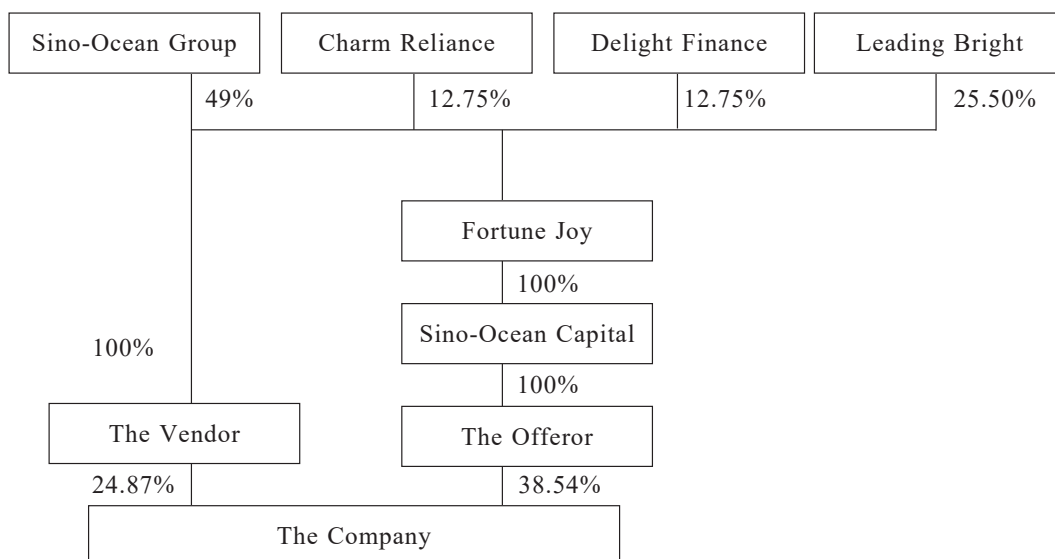 Sino-Ocean Group
Charm Reliance
Delight Finance
Leading Bright
49%
12.75%
12.75%
25.50%
Fortune Joy
100%
Sino-Ocean Capital
100%
100%
The Vendor
The Offeror
24.87%
38.54%
The Company